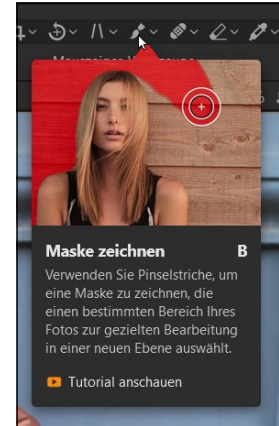 Maske zeichnen B
Verwenden Sie Pinselstriche, um
eine Maske zu zeichnen, die
einen bestimmten Bereich Ihres
Fotos zur gezielten Bearbeitung
in einer neuen Ebene auswählt.
Tutorial anschauen